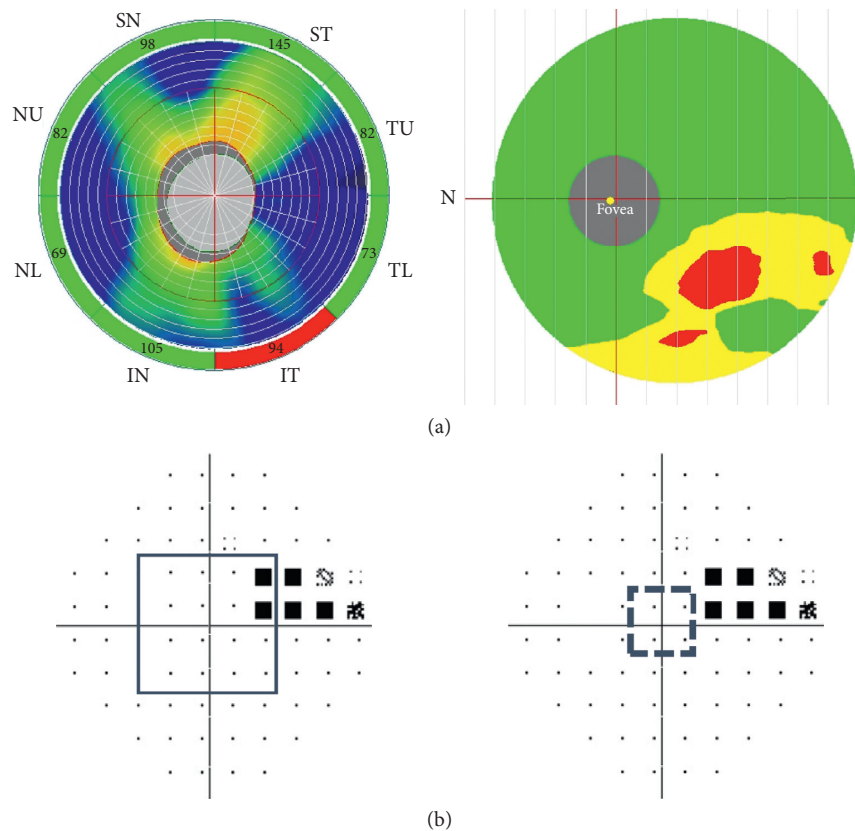 SN
ST
98
145
NU
TU
82
82
N
Fovea
69
73
NL
TL
105
94
IN
IT
(a)
(b)